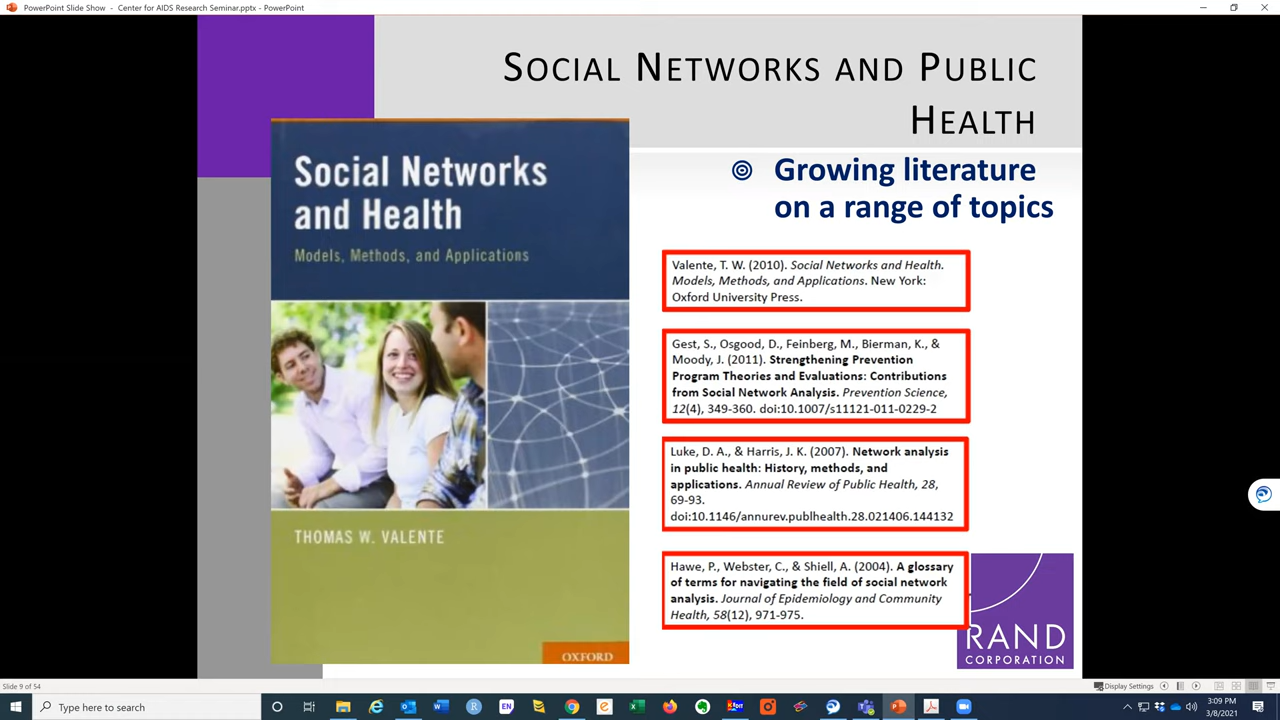 PowerPoint Slide Show - Center for AIDS Research Seminar.pptx - PowerPoint
SOCIAL NETWORKS AND PUBLIC
HEALTH
Social Networks
and Health
Models, Methods, and Applications
THOMAS W. VALENTE
OXFORD
Growing literature
on a range of topics
Valente, T. W. (2010). Social Networks and Health.
Models, Methods, and Applications. New York:
Oxford University Press.
Gest, S., Osgood, D., Feinberg, M., Bierman, K., &
Moody, J. (2011). Strengthening Prevention
Program Theories and Evaluations: Contributions
from Social Network Analysis. Prevention Science,
12(4), 349-360. doi:10.1007/s11121-011-0229-2
Luke, D. A., & Harris, J. K. (2007). Network analysis
in public health: History, methods, and
applications. Annual Review of Public Health, 28,
69-93.
doi:10.1146/annurev.publhealth.28.021406.144132
Hawe, P., Webster, C., & Shiell, A. (2004). A glossary
of terms for navigating the field of social network
analysis. Journal of Epidemiology and Community
Health, 58(12), 971-975.
RAND
CORPORATION
Slide 9 of 54
Display Settings
Type here to search
EN
3:09 PM
3/8/2021